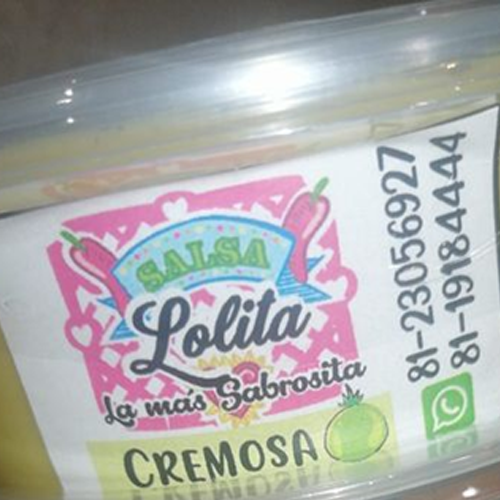 SALSA
Lolita
La más Sabrosita
CREMOSA
81-23056927
81-19184444